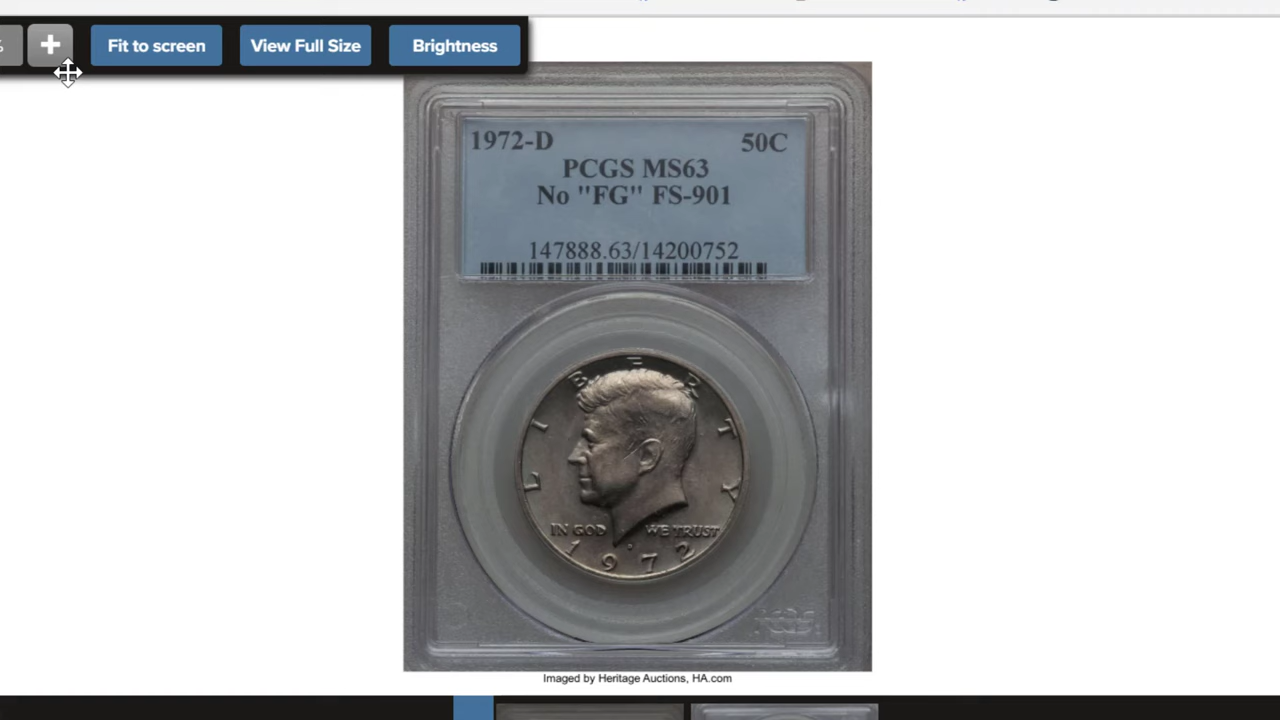 +
Fit to screen
View Full Size
Brightness
1972-D 50C
PCGS MS63
No "FG" FS-901
147888.63/14200752
LIBERTY
IN GOD WE TRUST
D
1972
PCGS
Imaged by Heritage Auctions, HA.com